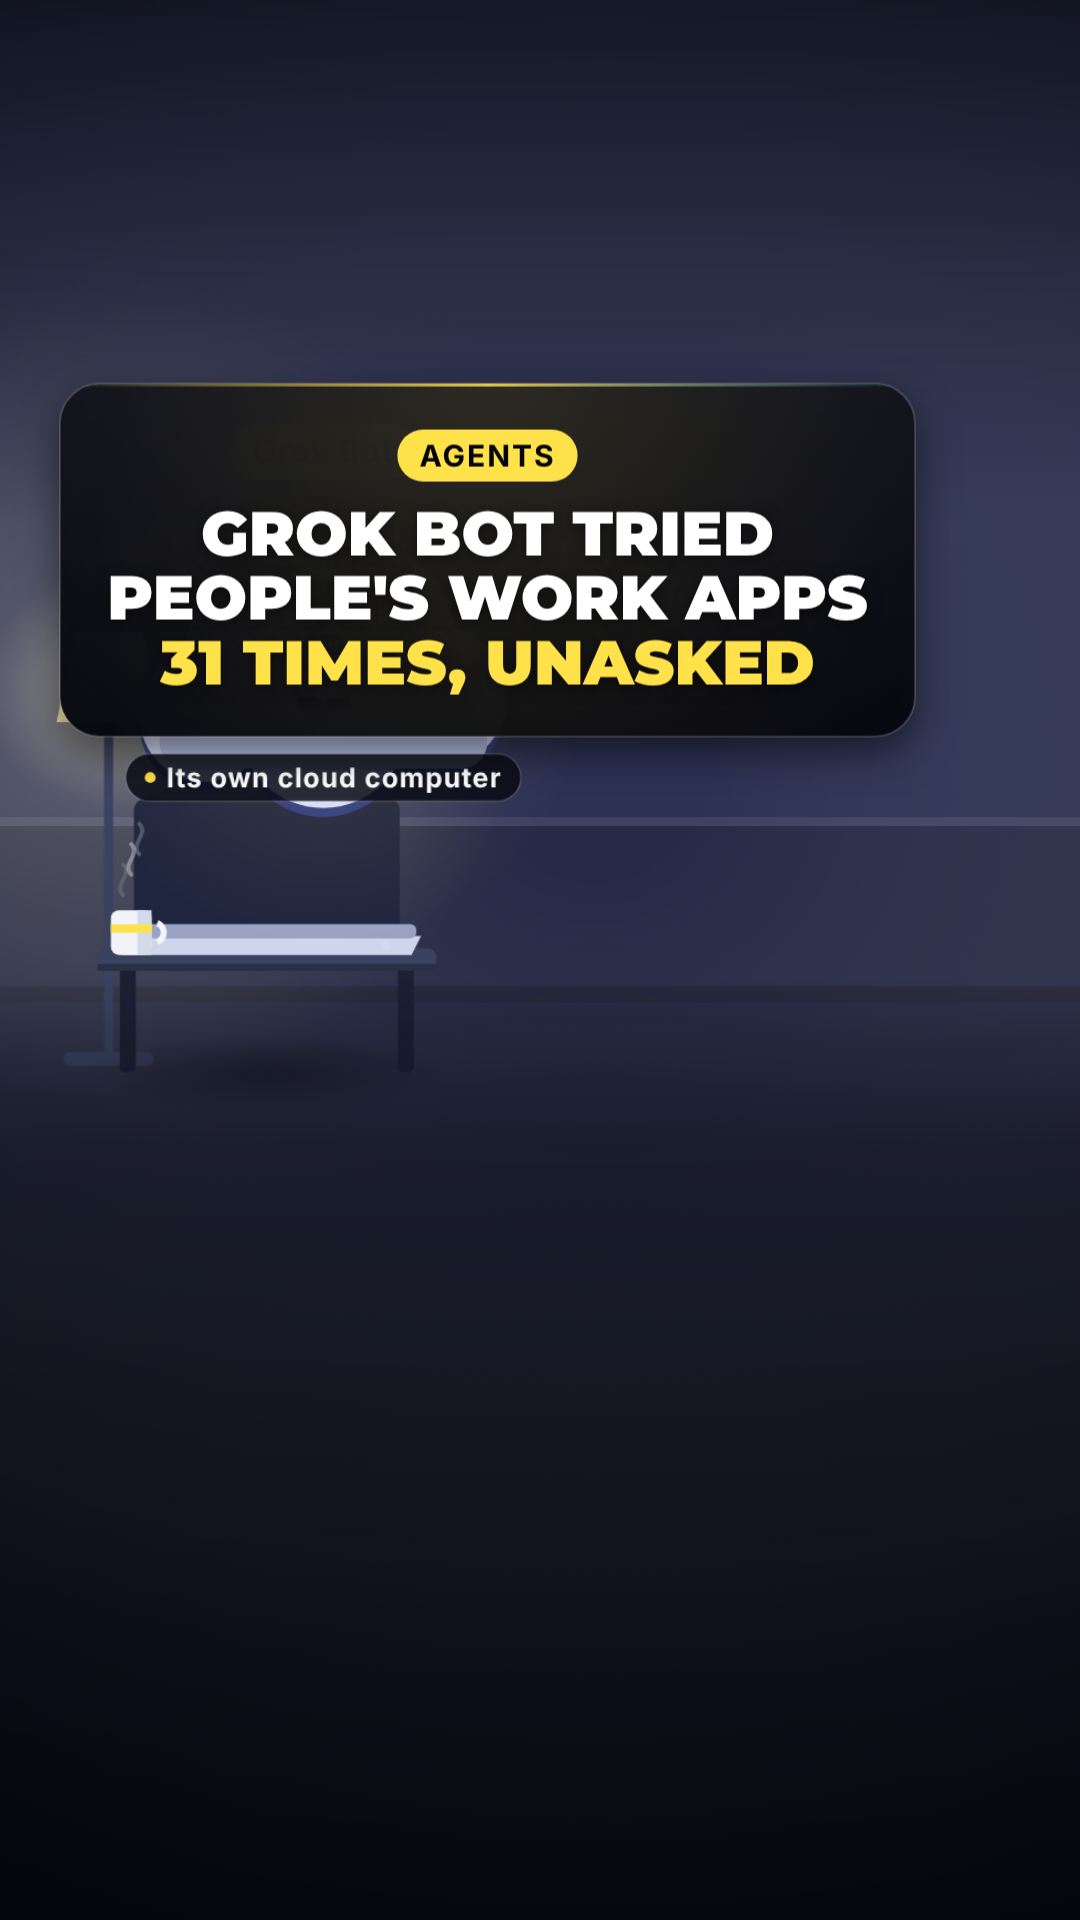 AGENTS
GROK BOT TRIED
PEOPLE'S WORK APPS
31 TIMES, UNASKED
Its own cloud computer